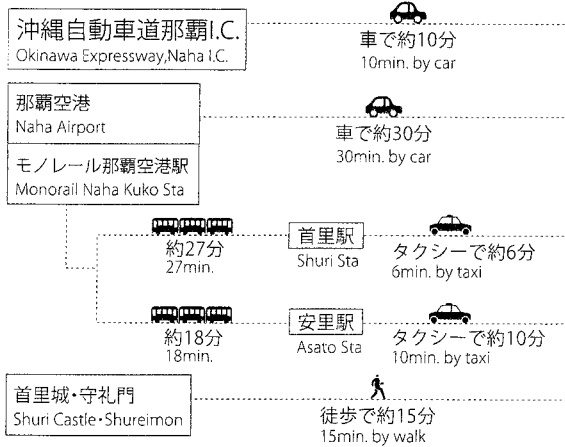 沖縄自動車道那覇I.C.
Okinawa Expressway,Naha I.C.
車で約10分
10min. by car
那覇空港
Naha Airport
車で約30分
30min. by car
モノレール那覇空港駅
Monorail Naha Kuko Sta
約27分
27min.
首里駅
Shuri Sta
タクシーで約6分
6min. by taxi
約18分
18min.
安里駅
Asato Sta
タクシーで約10分
10min. by taxi
首里城・守礼門
Shuri Castle・Shureimon
徒歩で約15分
15min. by walk